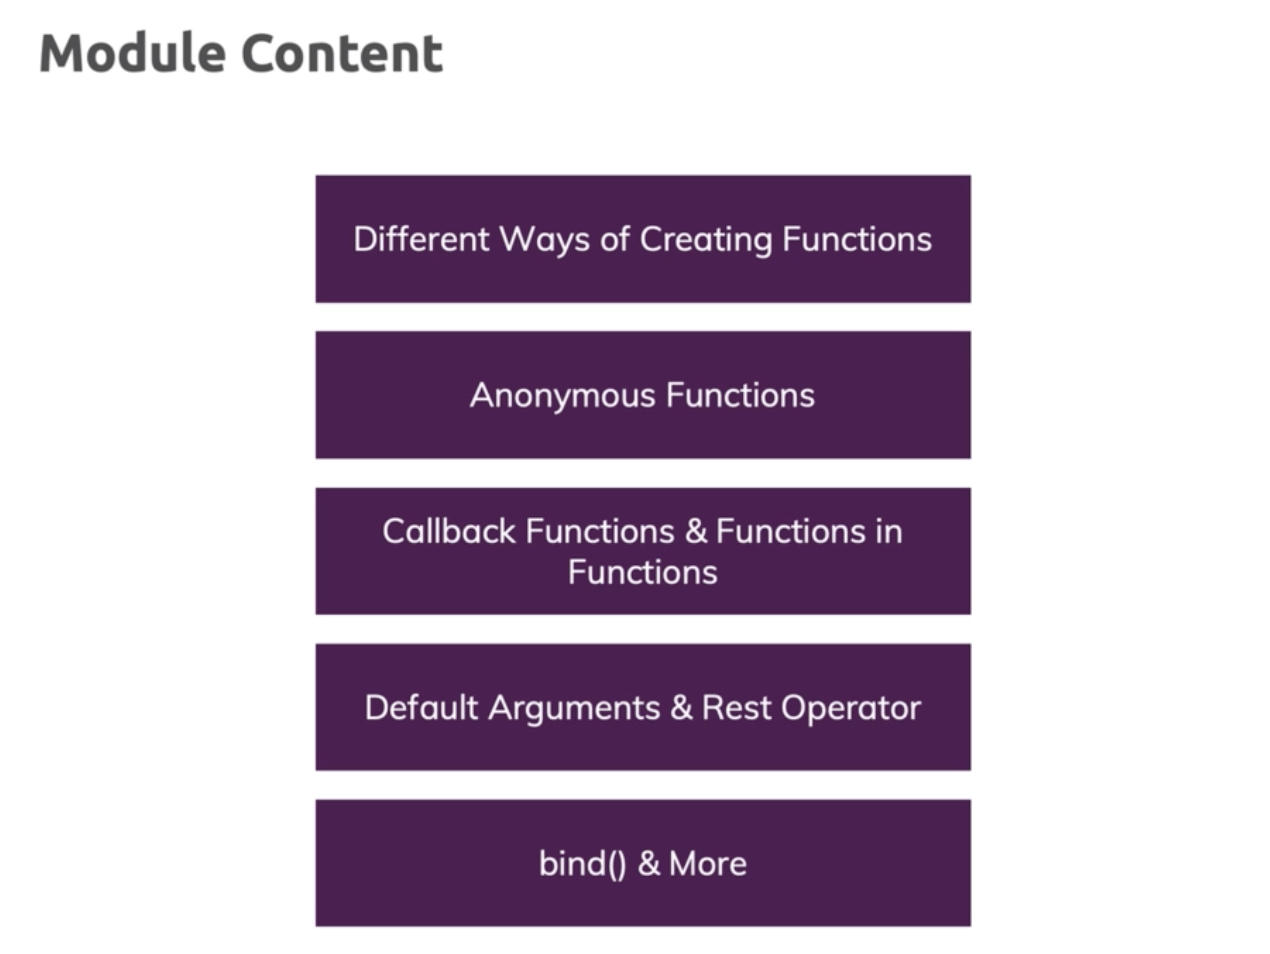 Module Content
Different Ways of Creating Functions
Anonymous Functions
Callback Functions & Functions in
Functions
Default Arguments & Rest Operator
bind() & More